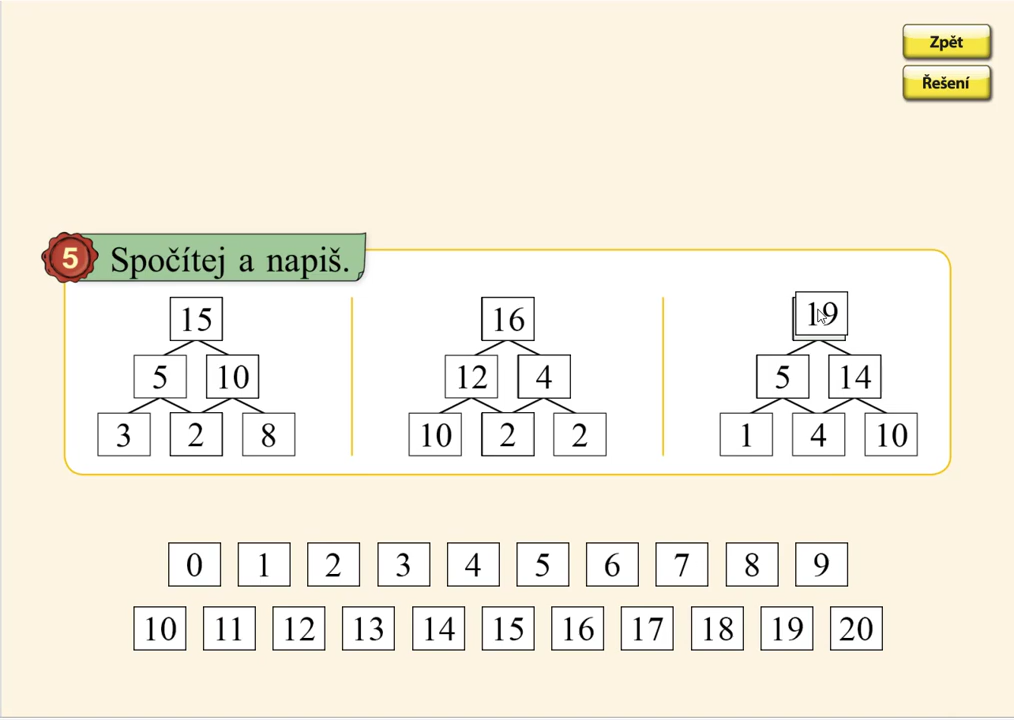 Zpět
Řešení
5 Spočítej a napiš.
15 16 19
5 10 12 4 5 14
3 2 8 10 2 2 1 4 10
0 1 2 3 4 5 6 7 8 9
10 11 12 13 14 15 16 17 18 19 20